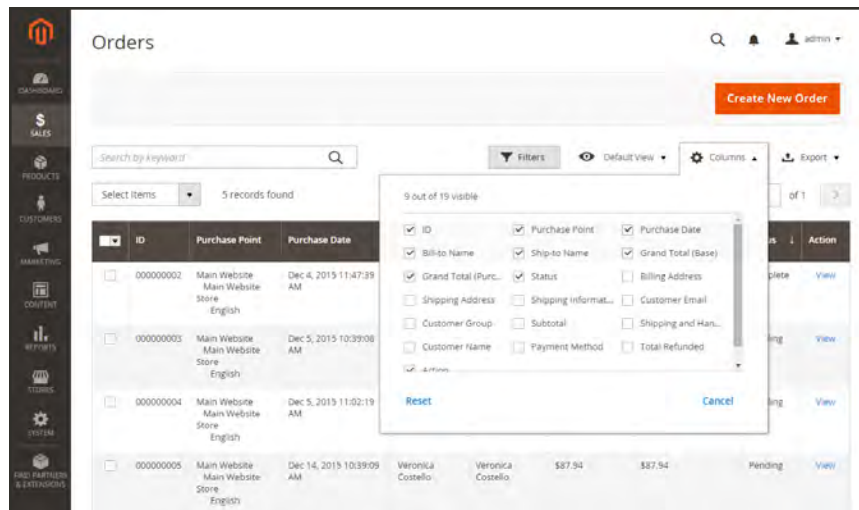 Orders
admin
DASHBOARD
Create New Order
$
SALES
Search by keyword
Filters
Default View
Columns
Export
PRODUCTS
Select Items
5 records found
9 out of 19 visible
of 1
CUSTOMERS
ID
Purchase Point
Purchase Date
ID
Purchase Point
Purchase Date
us ↓
Action
MARKETING
Bill-to Name
Ship-to Name
Grand Total (Base)
000000002
Main Website
Main Website
Store
English
Dec 4, 2015 11:47:39
AM
Grand Total (Purc...
Status
Billing Address
plete
View
CONTENT
Shipping Address
Shipping Informat...
Customer Email
Customer Group
Subtotal
Shipping and Han...
REPORTS
000000003
Main Website
Main Website
Store
English
Dec 5, 2015 10:39:08
AM
Customer Name
Payment Method
Total Refunded
ing
View
Action
STORES
000000004
Main Website
Main Website
Store
English
Dec 5, 2015 11:02:19
AM
Reset
Cancel
ing
View
SYSTEM
FIND PARTNERS
& EXTENSIONS
000000005
Main Website
Main Website
Store
English
Dec 14, 2015 10:39:09
AM
Veronica
Costello
Veronica
Costello
$87.94
$87.94
Pending
View